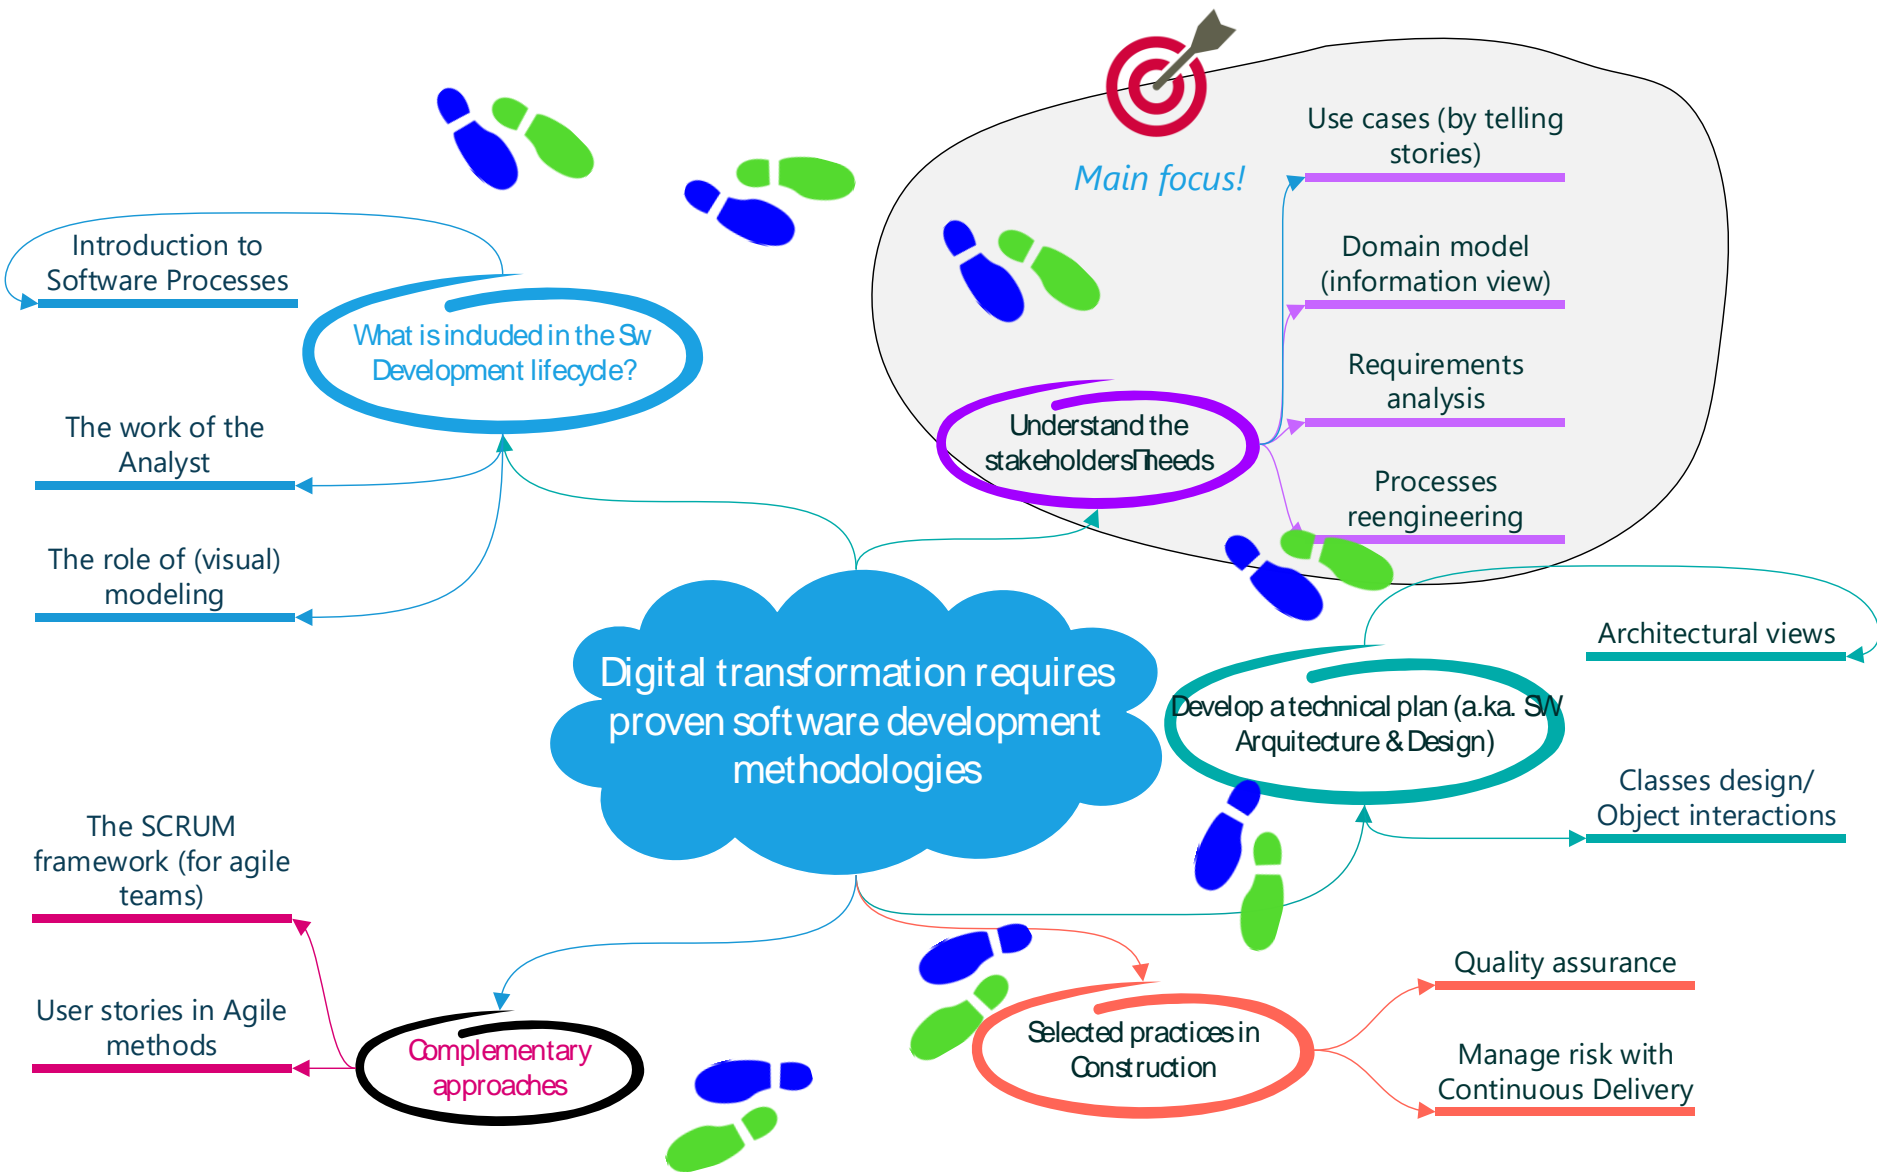 Main focus!
Use cases (by telling
stories)
Domain model
(information view)
Requirements
analysis
Processes
reengineering
Understand the
stakeholders needs
Introduction to
Software Processes
What is included in the Sw
Development lifecycle?
The work of the
Analyst
The role of (visual)
modeling
Digital transformation requires
proven software development
methodologies
Architectural views
Develop a technical plan (a.ka. SW
Arquitecture & Design)
Classes design/
Object interactions
The SCRUM
framework (for agile
teams)
User stories in Agile
methods
Complementary
approaches
Selected practices in
Construction
Quality assurance
Manage risk with
Continuous Delivery